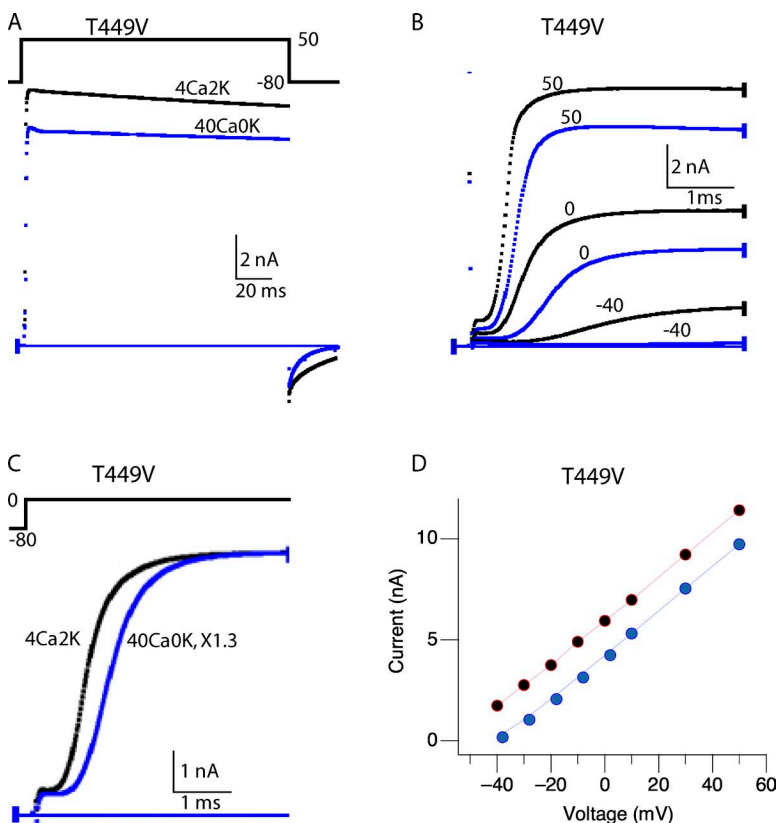 A
T449V
50
-80
4Ca2K
40Ca0K
2 nA
20 ms
B
T449V
50
50
2 nA
1ms
0
0
-40
-40
C
T449V
0
-80
4Ca2K
40Ca0K, X1.3
1 nA
1 ms
D
T449V
10
5
0
Current (nA)
−40 −20 0 20 40 60
Voltage (mV)